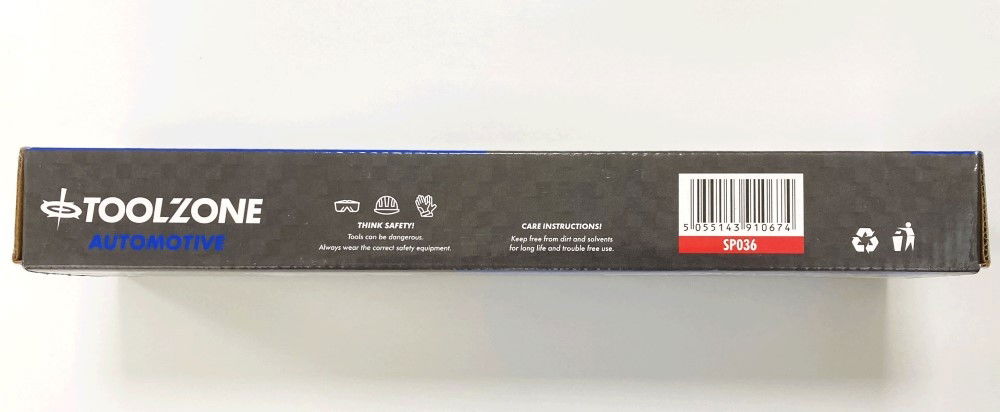 TOOLZONE
AUTOMOTIVE
THINK SAFETY!
Tools can be dangerous.
Always wear the correct safety equipment.
CARE INSTRUCTIONS!
Keep free from dirt and solvents
for long life and trouble free use.
5 055143 910674
SP036